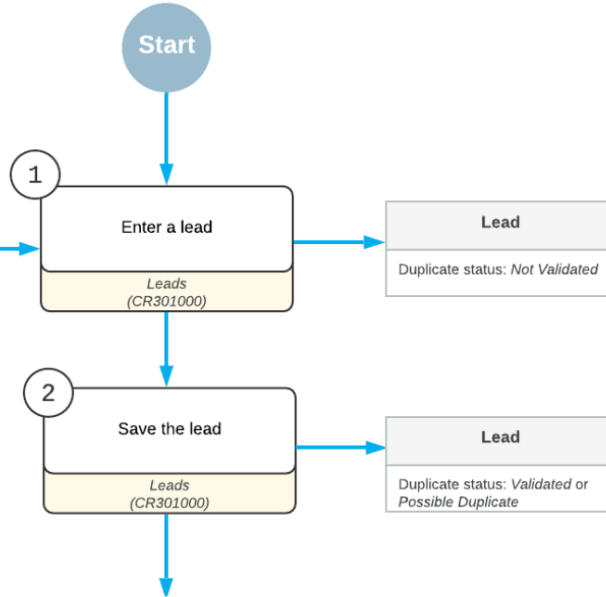 Start
1
Enter a lead
Leads
(CR301000)
Lead
Duplicate status: Not Validated
2
Save the lead
Leads
(CR301000)
Lead
Duplicate status: Validated or
Possible Duplicate